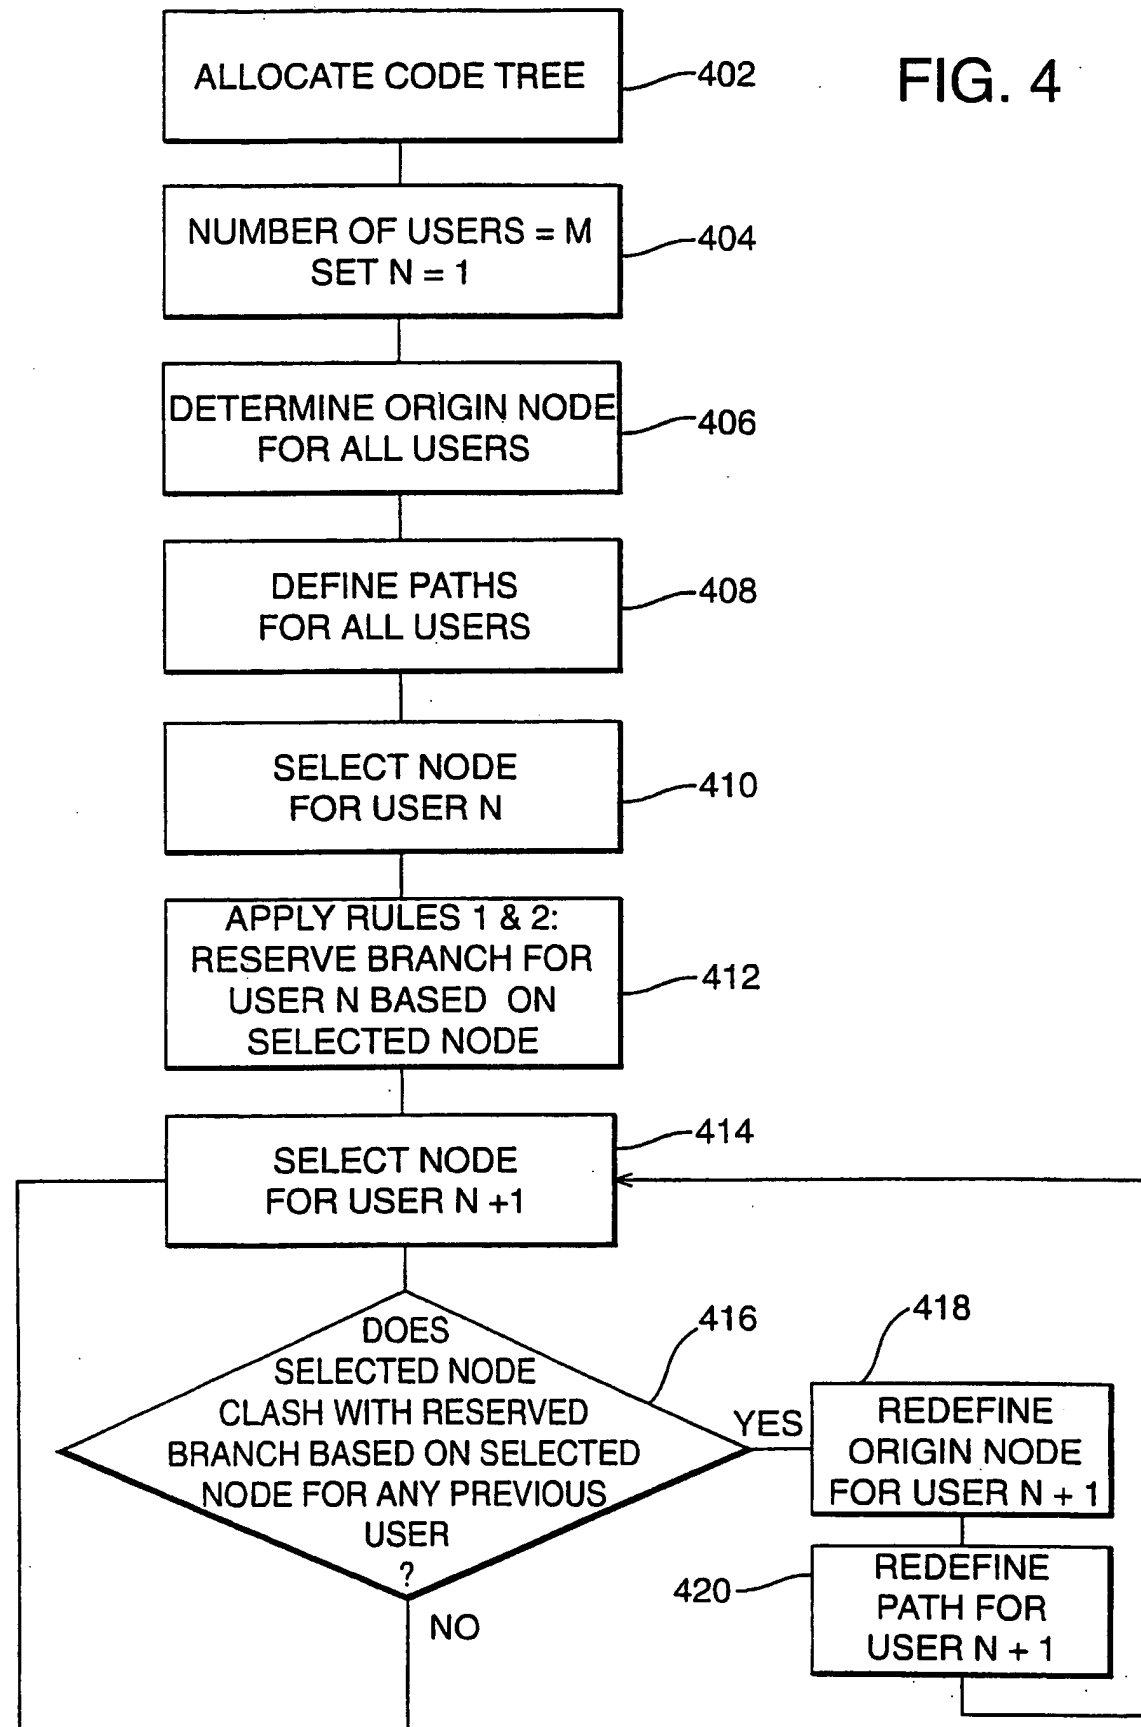 FIG. 4
ALLOCATE CODE TREE
402
NUMBER OF USERS = M
SET N = 1
404
DETERMINE ORIGIN NODE
FOR ALL USERS
406
DEFINE PATHS
FOR ALL USERS
408
SELECT NODE
FOR USER N
410
APPLY RULES 1 & 2:
RESERVE BRANCH FOR
USER N BASED ON
SELECTED NODE
412
SELECT NODE
FOR USER N +1
414
DOES
SELECTED NODE
CLASH WITH RESERVED
BRANCH BASED ON SELECTED
NODE FOR ANY PREVIOUS
USER
?
416
YES
NO
REDEFINE
ORIGIN NODE
FOR USER N + 1
418
REDEFINE
PATH FOR
USER N + 1
420